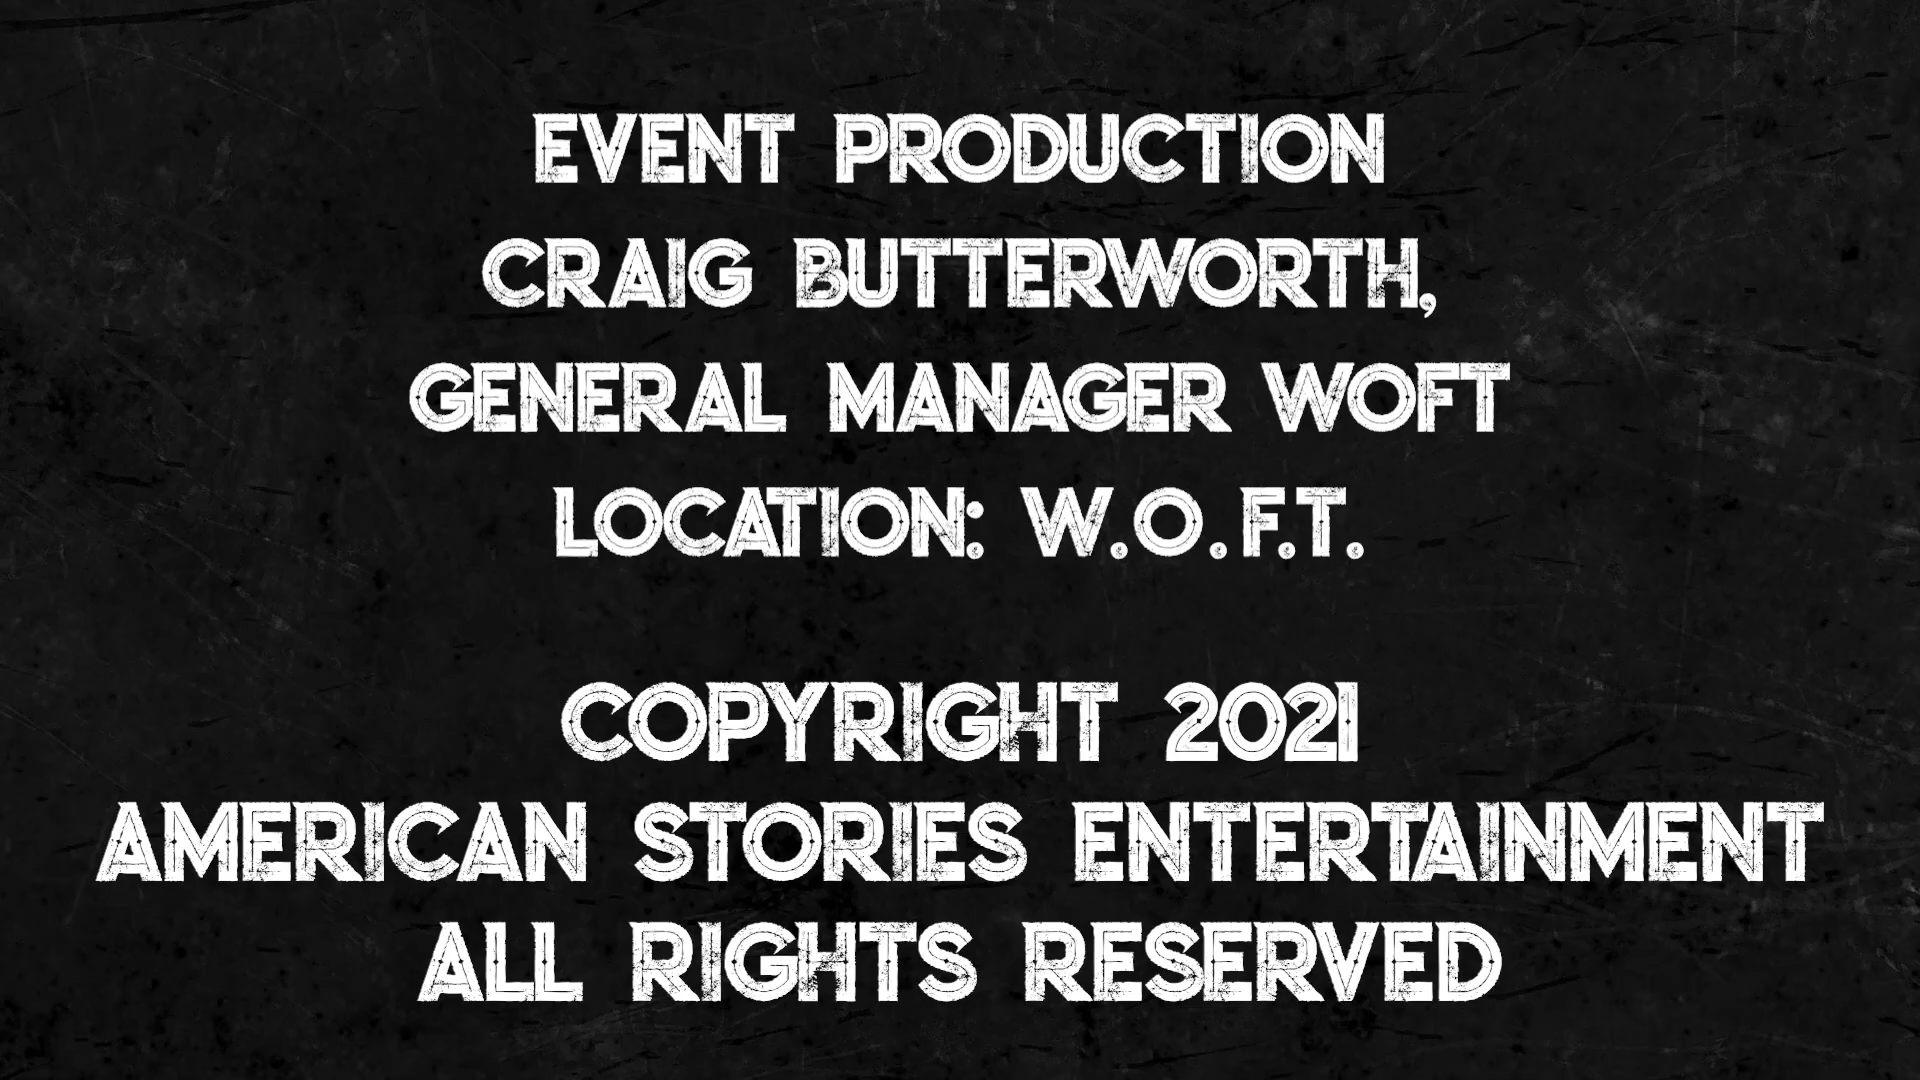 EVENT PRODUCTION
CRAIG BUTTERWORTH,
GENERAL MANAGER WOFT
LOCATION: W.O.F.T.
COPYRIGHT 2021
AMERICAN STORIES ENTERTAINMENT
ALL RIGHTS RESERVED